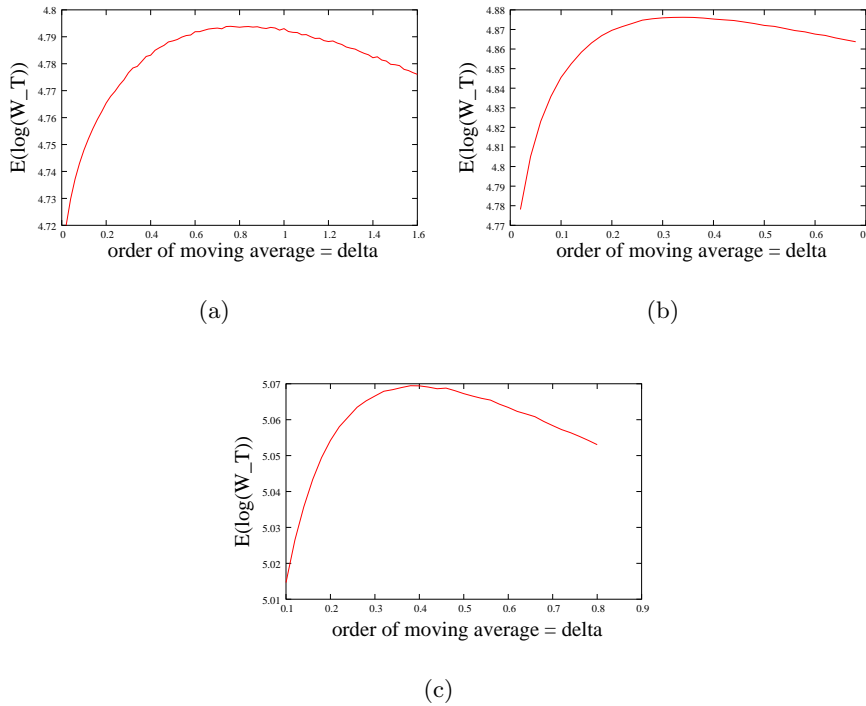 4.8
4.79
4.78
4.77
4.76
4.75
4.74
4.73
4.72
E(log(W_T))
0 0.2 0.4 0.6 0.8 1 1.2 1.4 1.6
order of moving average = delta
(a)
4.88
4.87
4.86
4.85
4.84
4.83
4.82
4.81
4.8
4.79
4.78
4.77
E(log(W_T))
0 0.1 0.2 0.3 0.4 0.5 0.6 0
order of moving average = delta
(b)
5.07
5.06
5.05
5.04
5.03
5.02
5.01
E(log(W_T))
0.1 0.2 0.3 0.4 0.5 0.6 0.7 0.8 0.9
order of moving average = delta
(c)